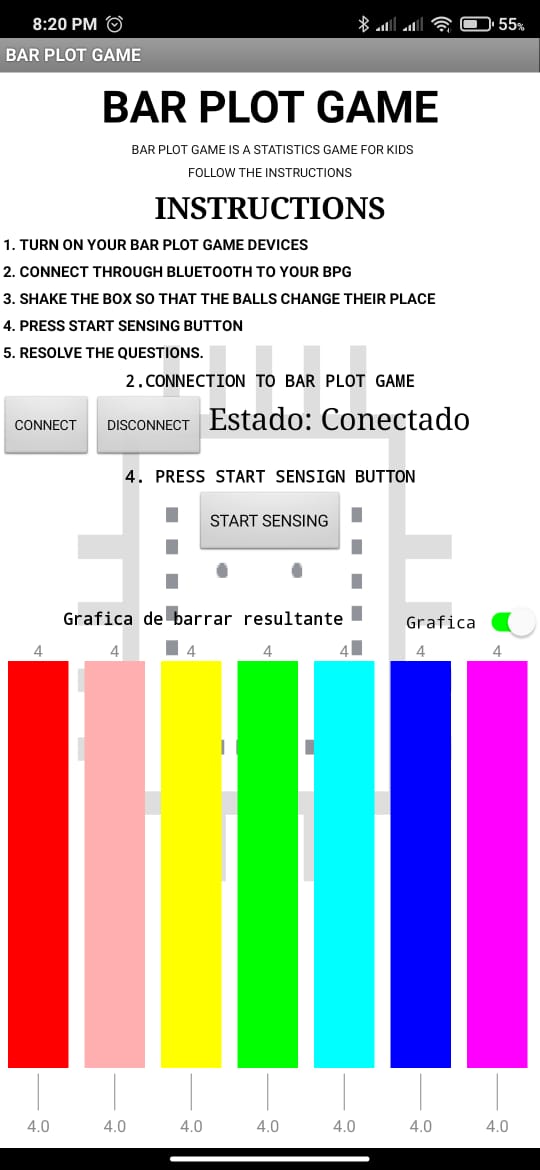 8:20 PM 55%
BAR PLOT GAME
BAR PLOT GAME
BAR PLOT GAME IS A STATISTICS GAME FOR KIDS
FOLLOW THE INSTRUCTIONS
INSTRUCTIONS
1. TURN ON YOUR BAR PLOT GAME DEVICES
2. CONNECT THROUGH BLUETOOTH TO YOUR BPG
3. SHAKE THE BOX SO THAT THE BALLS CHANGE THEIR PLACE
4. PRESS START SENSING BUTTON
5. RESOLVE THE QUESTIONS.
2.CONNECTION TO BAR PLOT GAME
CONNECT DISCONNECT Estado: Conectado
4. PRESS START SENSIGN BUTTON
START SENSING
Grafica de barrar resultante Grafica
4 4 4 4 4 4 4
4.0 4.0 4.0 4.0 4.0 4.0 4.0